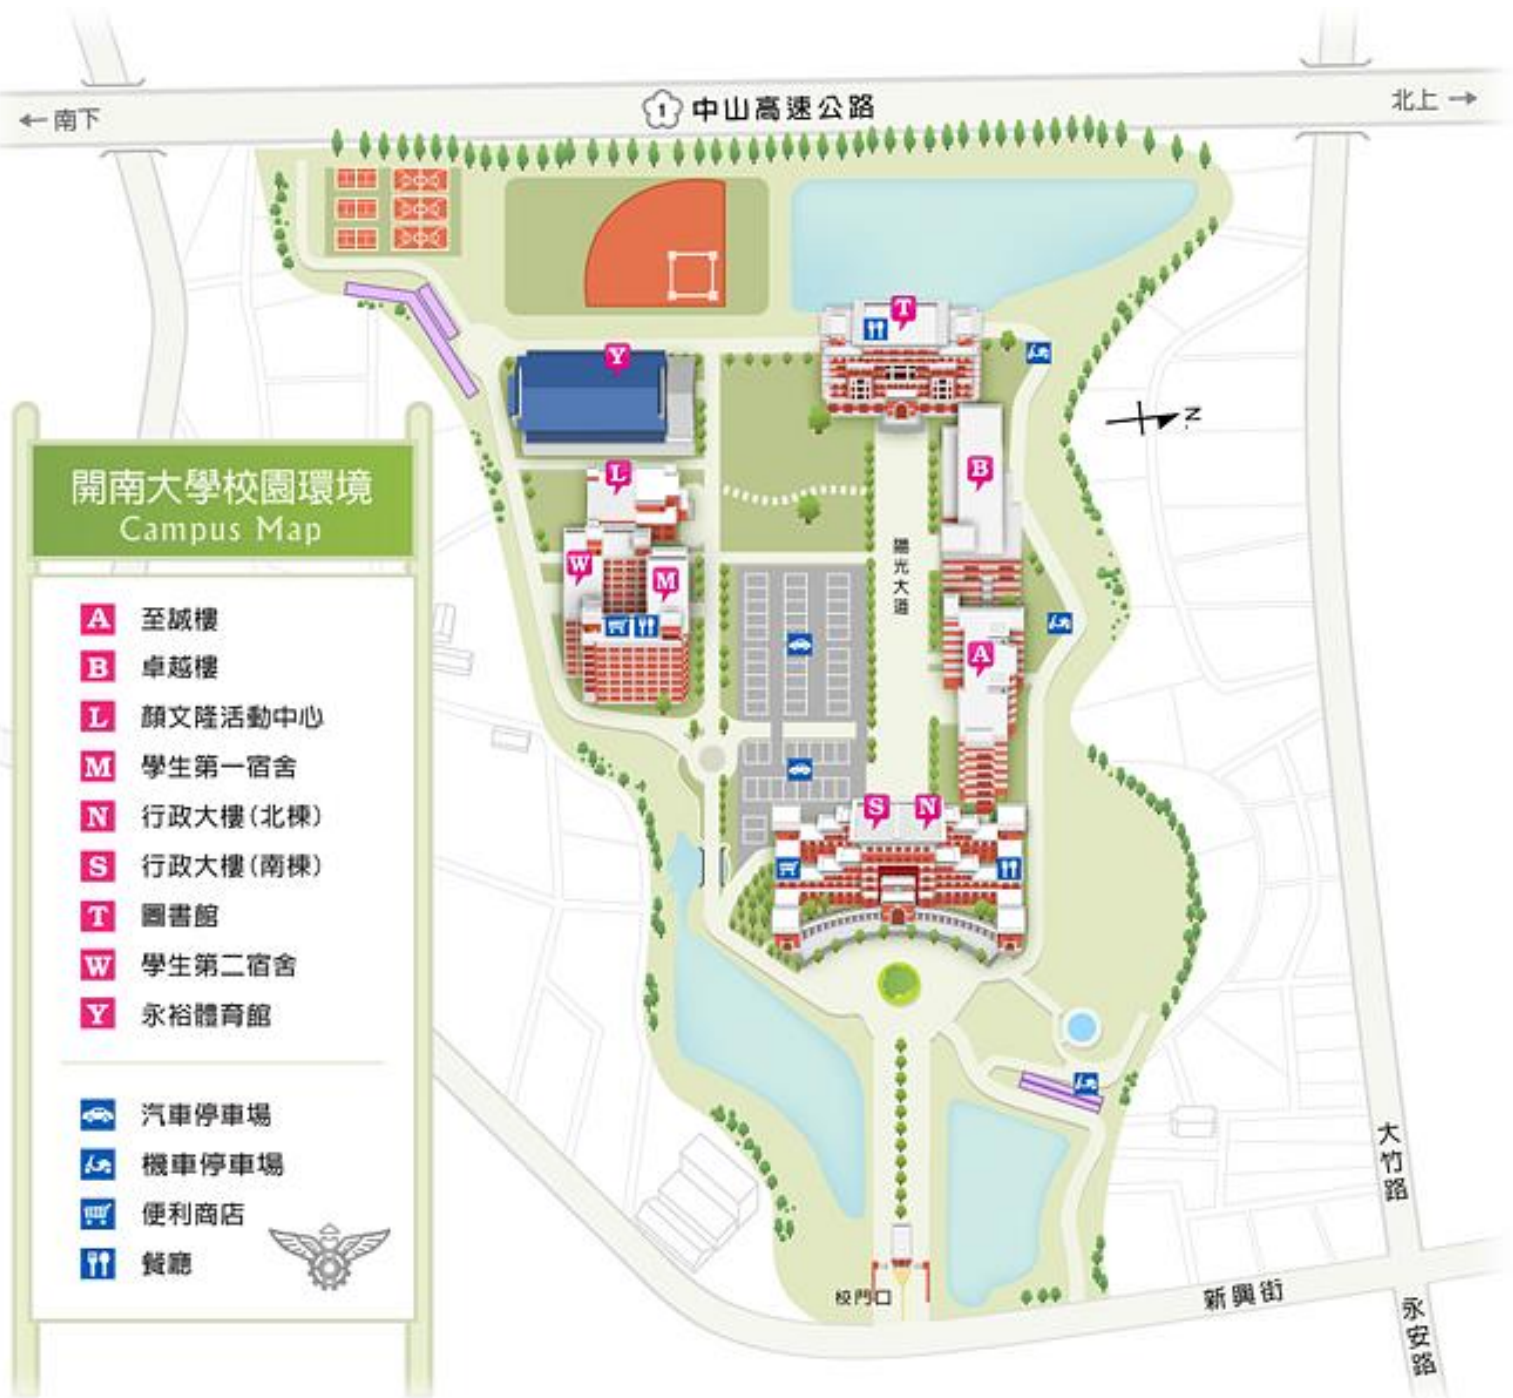 ← 南下
1 中山高速公路
北上 →
T
Y
N
B
L
陽光大道
W
M
A
S
N
開南大學校園環境
Campus Map
A 至誠樓
B 卓越樓
L 顏文隆活動中心
M 學生第一宿舍
N 行政大樓(北棟)
S 行政大樓(南棟)
T 圖書館
W 學生第二宿舍
Y 永裕體育館
汽車停車場
機車停車場
便利商店
餐廳
大竹路
校門口
新興街
永安路